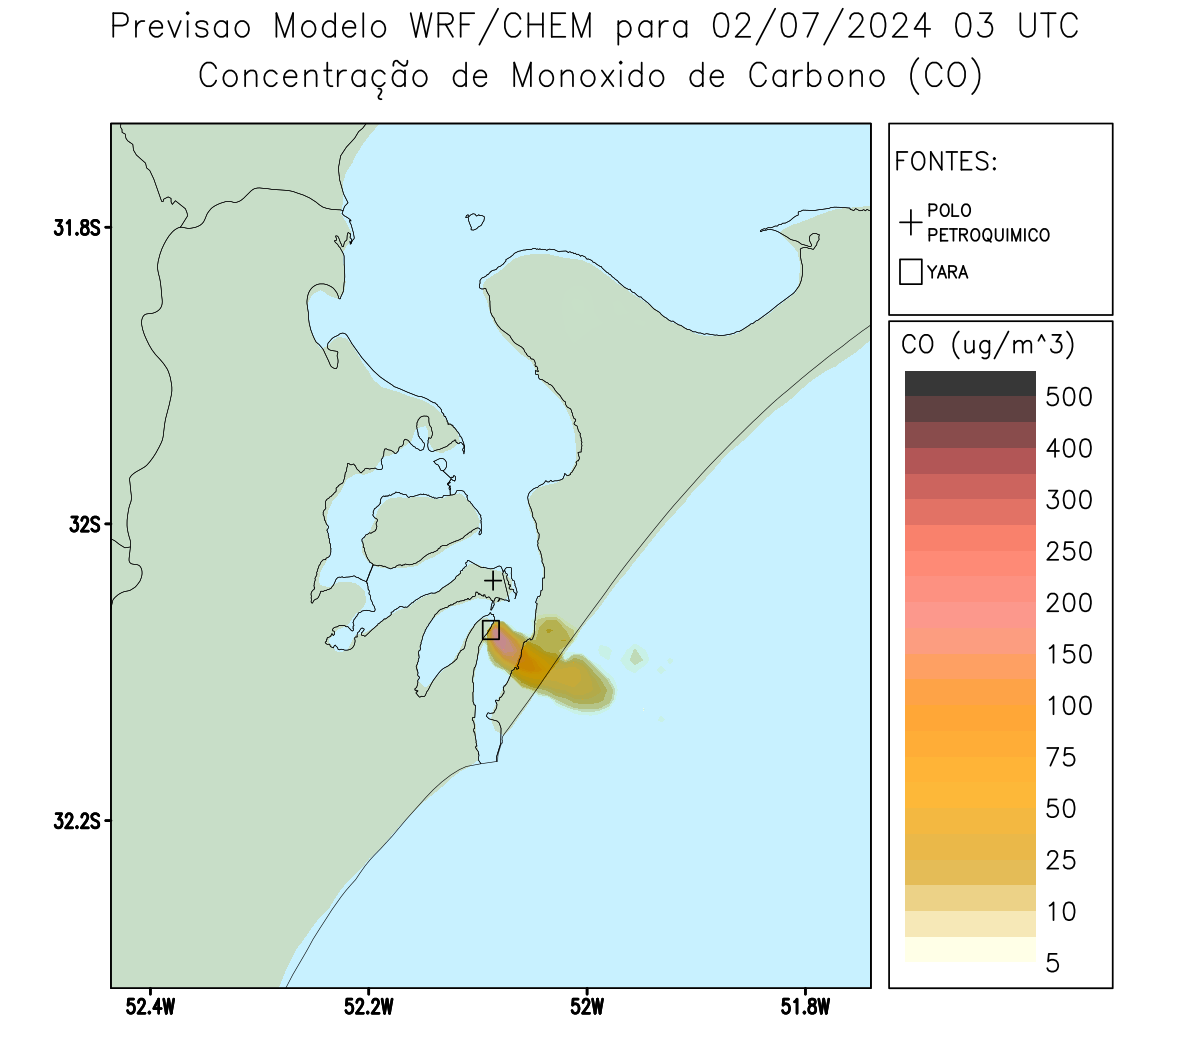 Previsao Modelo WRF/CHEM para 02/07/2024 03 UTC
Concentração de Monoxido de Carbono (CO)
FONTES:
POLO
PETROQUIMICO
YARA
CO (ug/m^3)
500
400
300
250
200
150
100
75
50
25
10
5
31.8S
32S
32.2S
52.4W
52.2W
52W
51.8W